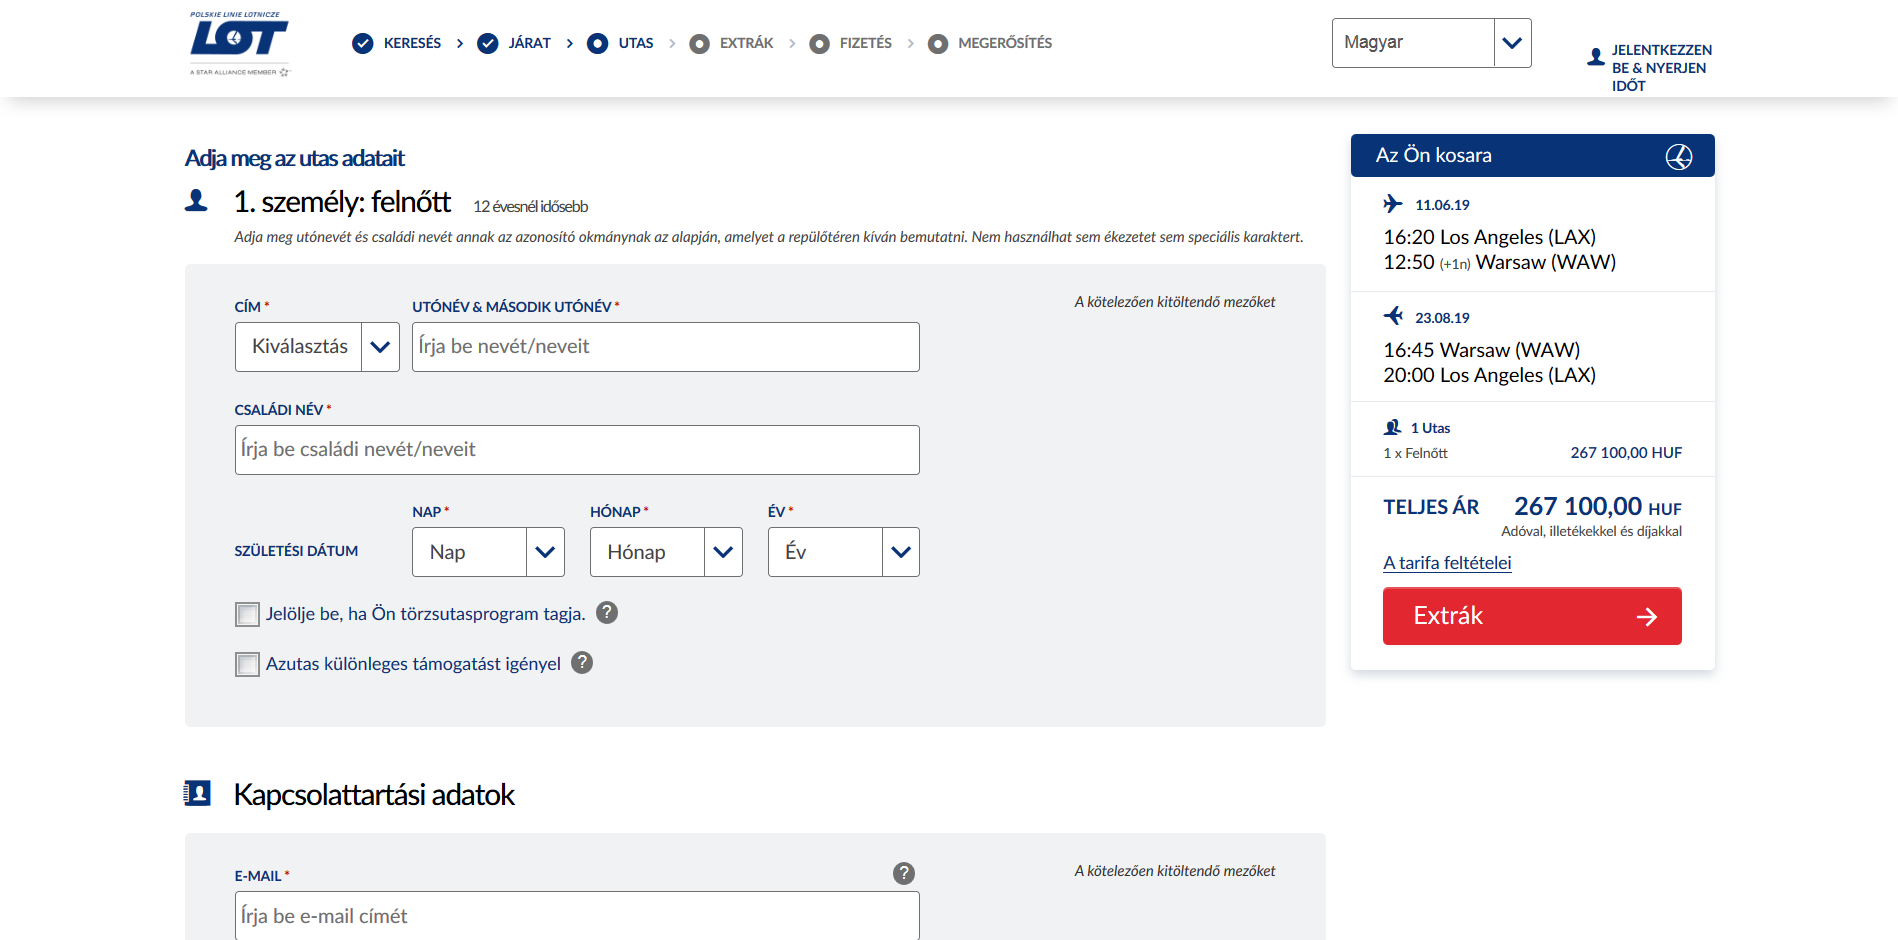 POLSKIE LINIE LOTNICZE
LOT
A STAR ALLIANCE MEMBER
KERESÉS
JÁRAT
UTAS
EXTRÁK
FIZETÉS
MEGERŐSÍTÉS
Magyar
JELENTKEZZEN
BE & NYERJEN
IDŐT
Adja meg az utas adatait
1. személy: felnőtt 12 évesnél idősebb
Adja meg utónevét és családi nevét annak az azonosító okmánynak az alapján, amelyet a repülőtéren kíván bemutatni. Nem használhat sem ékezetet sem speciális karaktert.
CÍM *
UTÓNÉV & MÁSODIK UTÓNÉV *
A kötelezően kitöltendő mezőket
Kiválasztás
Írja be nevét/neveit
CSALÁDI NÉV *
Írja be családi nevét/neveit
NAP *
HÓNAP *
ÉV *
SZÜLETÉSI DÁTUM
Nap
Hónap
Év
Jelölje be, ha Ön törzsutasprogram tagja. ?
Azutas különleges támogatást igényel ?
Kapcsolattartási adatok
E-MAIL *
?
A kötelezően kitöltendő mezőket
Írja be e-mail címét
Az Ön kosara
11.06.19
16:20 Los Angeles (LAX)
12:50 (+1n) Warsaw (WAW)
23.08.19
16:45 Warsaw (WAW)
20:00 Los Angeles (LAX)
1 Utas
1 x Felnőtt 267 100,00 HUF
TELJES ÁR 267 100,00 HUF
Adóval, illetékekkel és díjakkal
A tarifa feltételei
Extrák